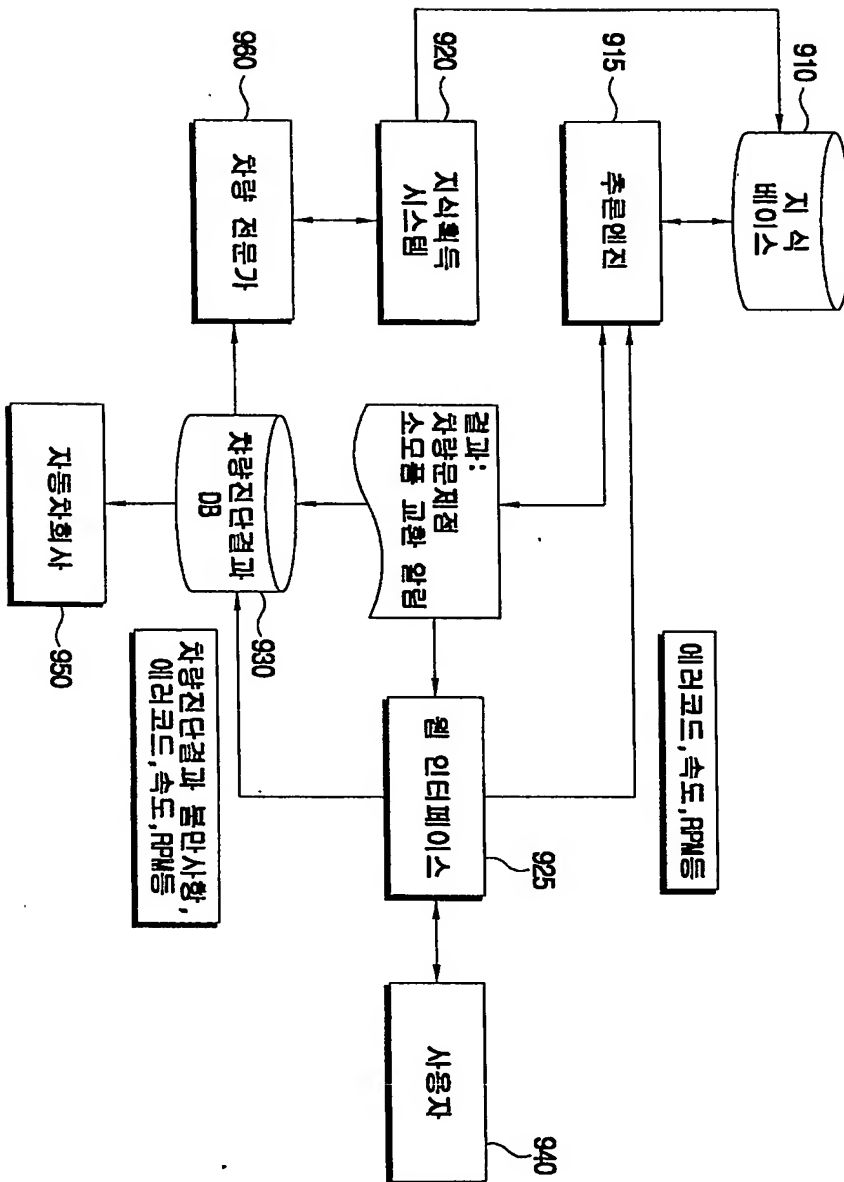 910
지 식
베이스
에러코드,속도,RPM등
915
추론엔진
920
지식획득
시스템
결과:
차량문제점
소모품 교환 알림
웹 인터페이스
925
사용자
940
960
차량 전문가
차량진단결과
DB
930
차량진단결과 불만사항,
에러코드,속도,RPM등
자동차회사
950